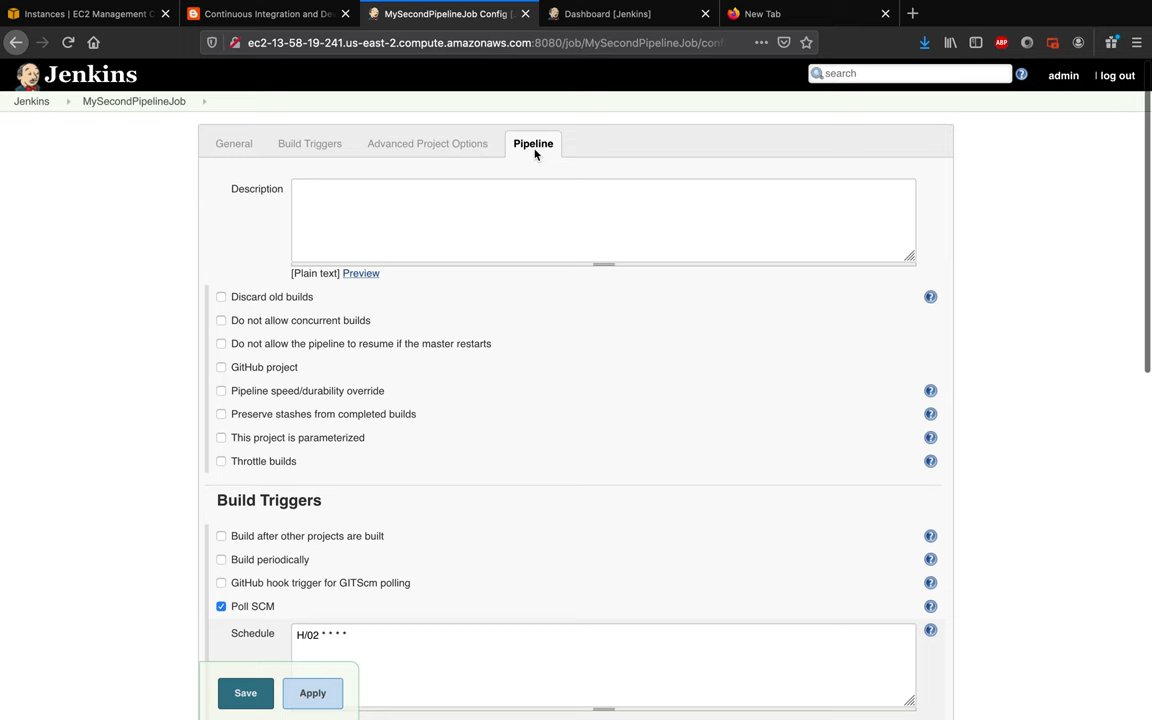 Instances | EC2 Management C
Continuous Integration and De
MySecondPipelineJob Config [
Dashboard [Jenkins]
New Tab
ec2-13-58-19-241.us-east-2.compute.amazonaws.com:8080/job/MySecondPipelineJob/conf
ABP
Jenkins
search
admin
| log out
Jenkins
MySecondPipelineJob
General
Build Triggers
Advanced Project Options
Pipeline
Description
[Plain text] Preview
Discard old builds
Do not allow concurrent builds
Do not allow the pipeline to resume if the master restarts
GitHub project
Pipeline speed/durability override
Preserve stashes from completed builds
This project is parameterized
Throttle builds
Build Triggers
Build after other projects are built
Build periodically
GitHub hook trigger for GITScm polling
Poll SCM
Schedule
H/02 * * * *
Save
Apply